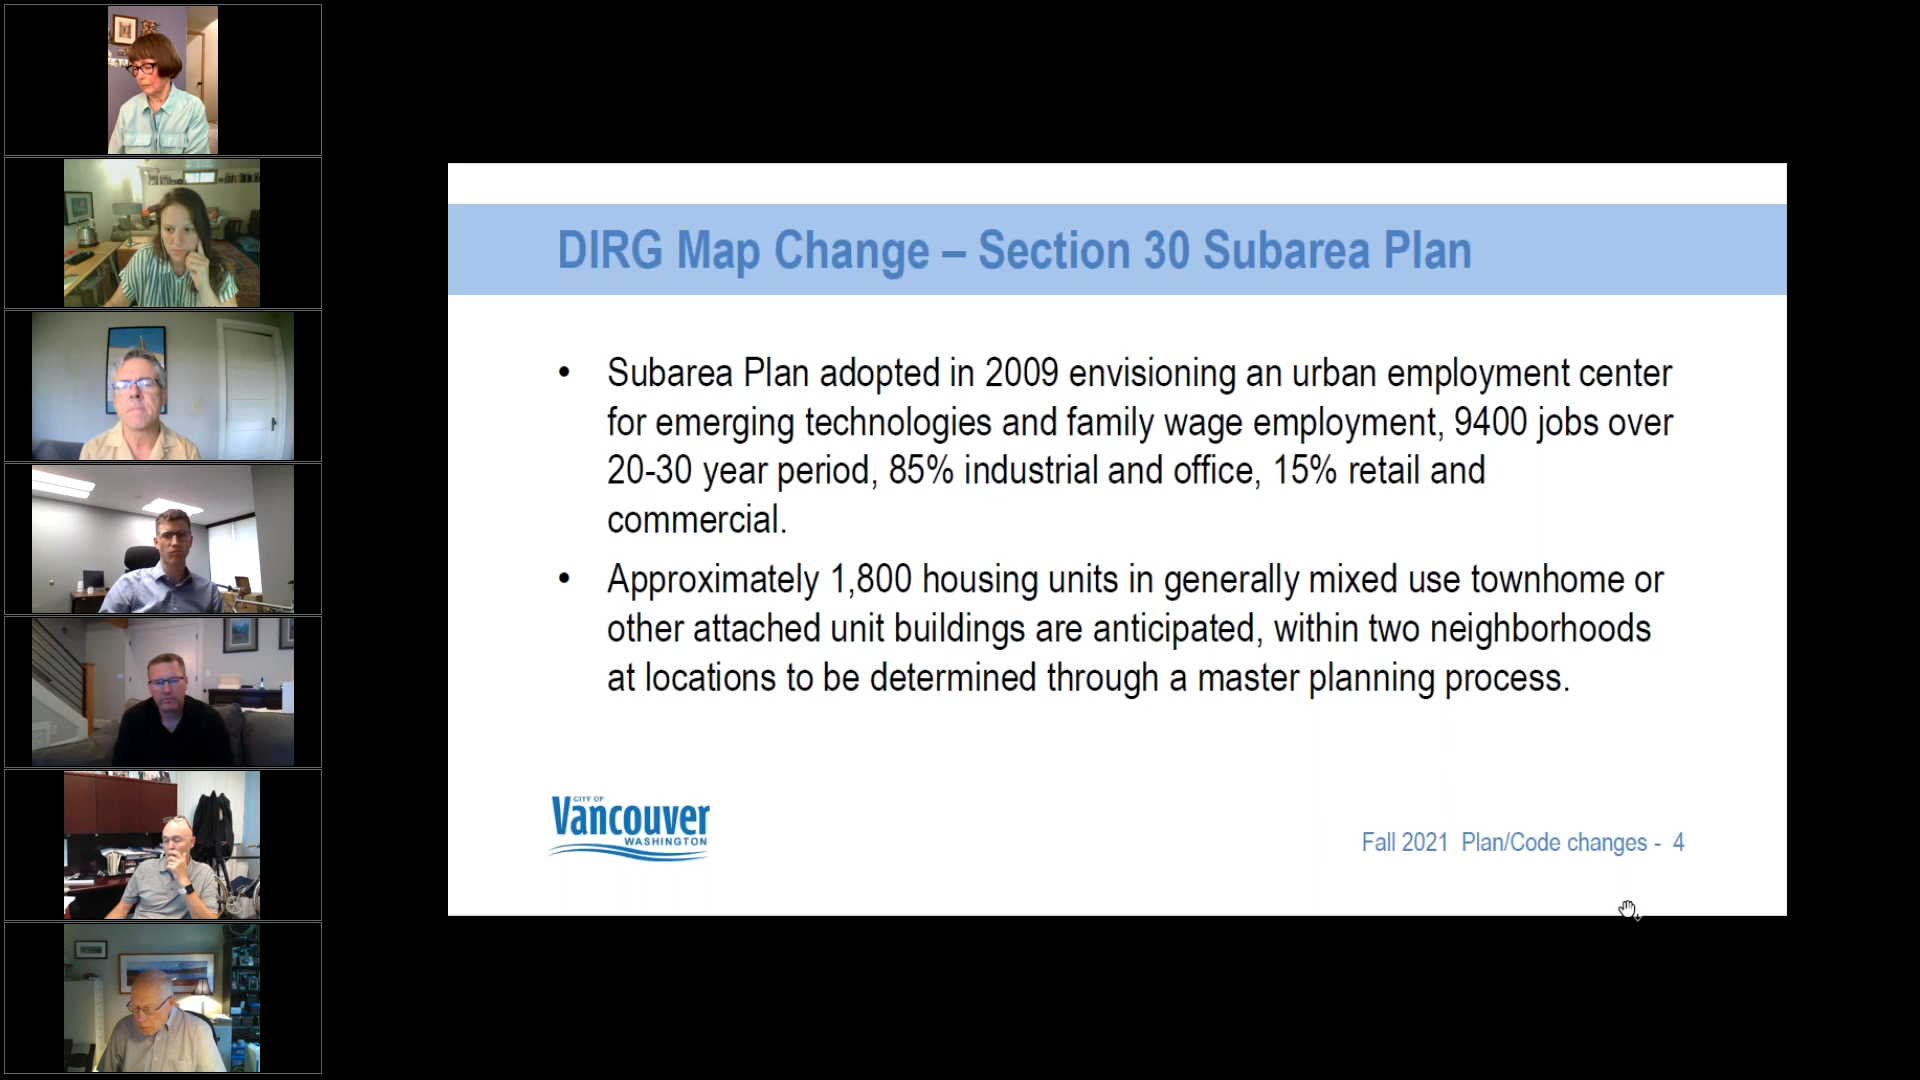 DIRG Map Change – Section 30 Subarea Plan
• Subarea Plan adopted in 2009 envisioning an urban employment center
for emerging technologies and family wage employment, 9400 jobs over
20-30 year period, 85% industrial and office, 15% retail and
commercial.
• Approximately 1,800 housing units in generally mixed use townhome or
other attached unit buildings are anticipated, within two neighborhoods
at locations to be determined through a master planning process.
CITY OF
Vancouver
WASHINGTON
Fall 2021 Plan/Code changes - 4